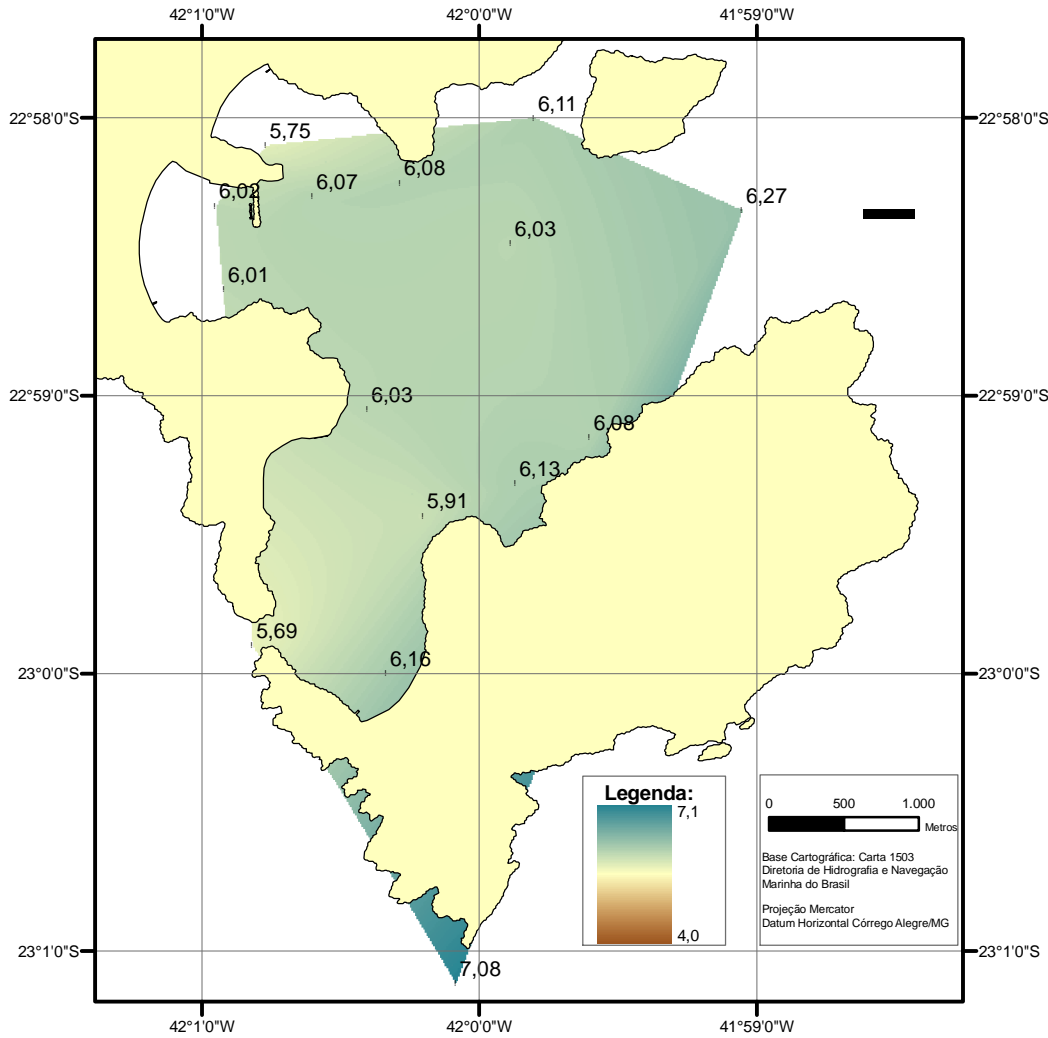 42°1'0"W 42°0'0"W 41°59'0"W
22°58'0"S 22°58'0"S
6,11
5,75
6,08
6,07
6,02
6,27
6,03
6,01
22°59'0"S 22°59'0"S
6,03
6,08
6,13
5,91
5,69
6,16
23°0'0"S 23°0'0"S
Legenda:
7,1
4,0
0 500 1.000
Metros
Base Cartográfica: Carta 1503
Diretoria de Hidrografia e Navegação
Marinha do Brasil
Projeção Mercator
Datum Horizontal Córrego Alegre/MG
23°1'0"S 23°1'0"S
7,08
42°1'0"W 42°0'0"W 41°59'0"W